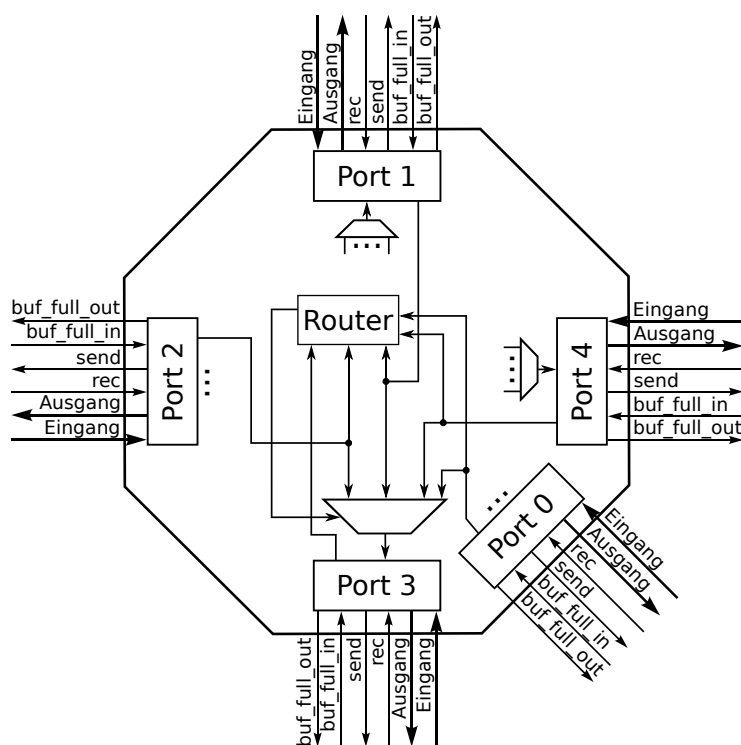 Eingang
Ausgang
rec
send
buf_full_in
buf_full_out
Port 1
...
Router
buf_full_out
buf_full_in
send
rec
Ausgang
Eingang
Port 2
...
...
Port 4
Eingang
Ausgang
rec
send
buf_full_in
buf_full_out
...
Port 0
Eingang
Ausgang
rec
send
buf_full_in
buf_full_out
Port 3
buf_full_out
buf_full_in
send
rec
Ausgang
Eingang